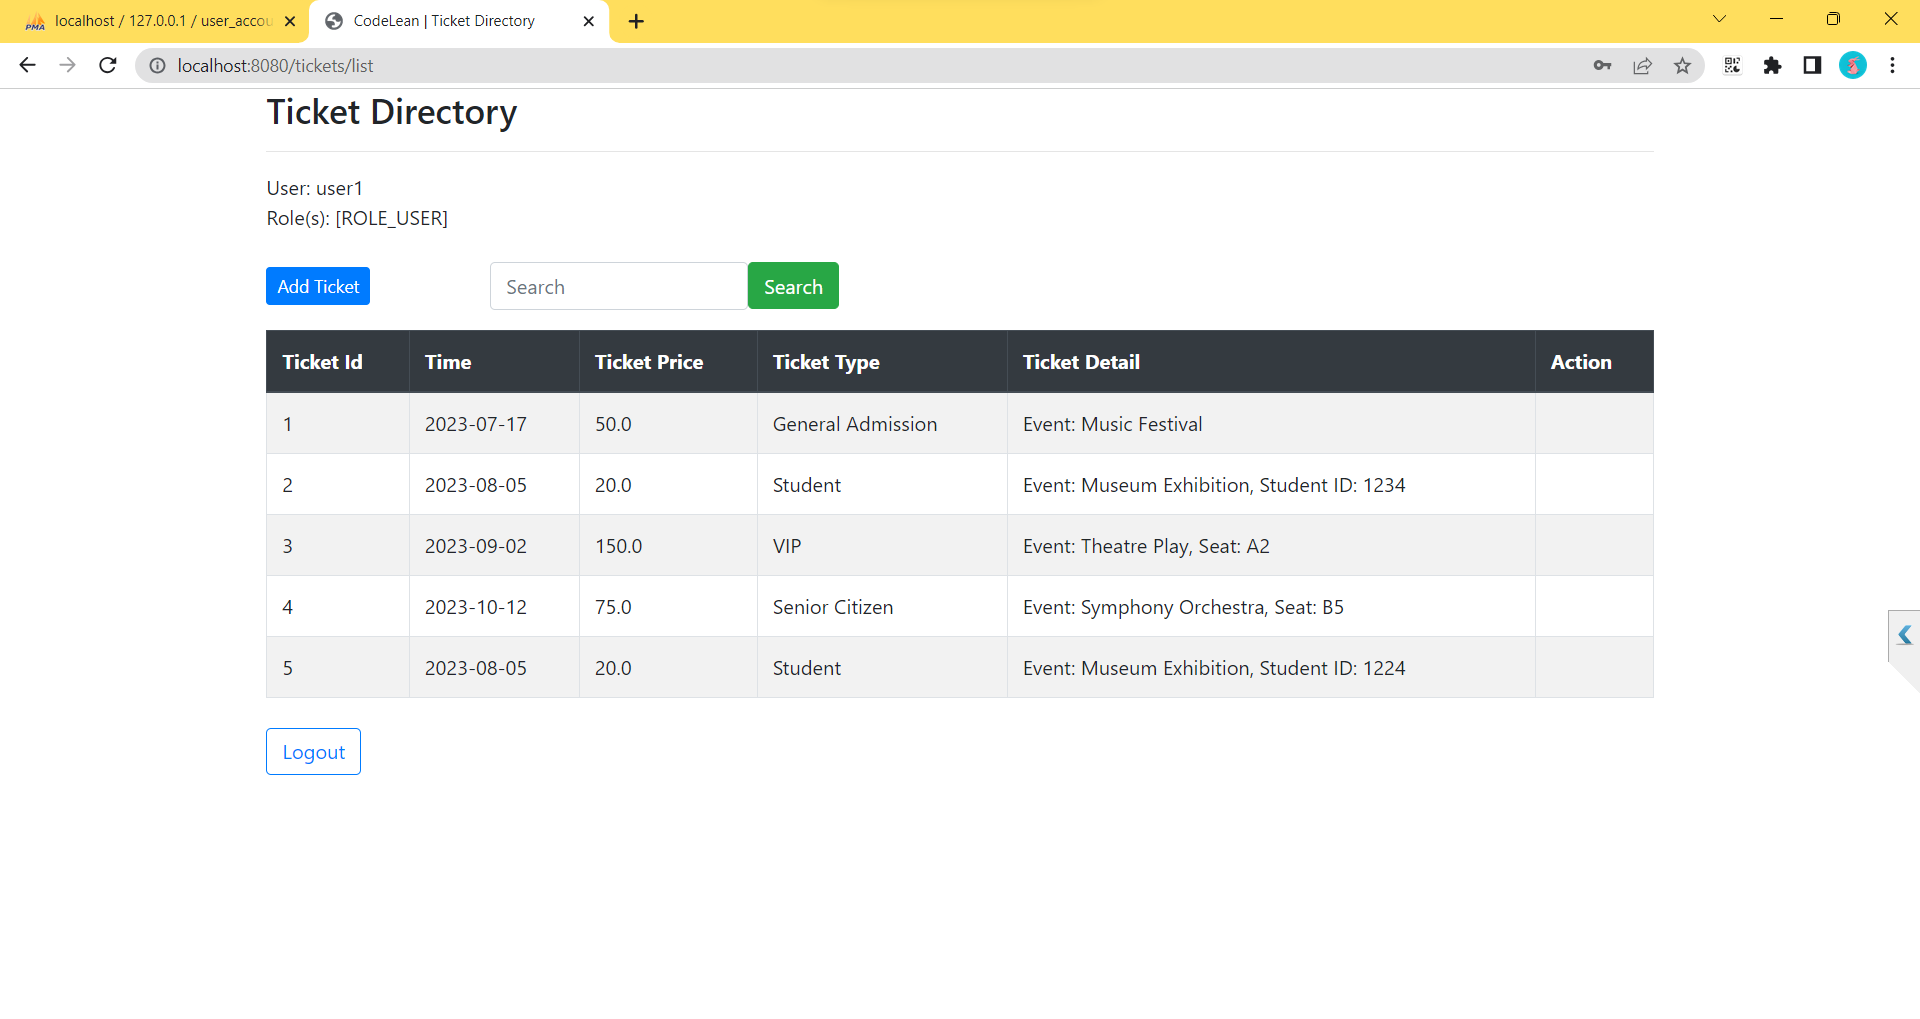 PMA localhost / 127.0.0.1 / user_accou
CodeLean | Ticket Directory
localhost:8080/tickets/list
Ticket Directory
User: user1
Role(s): [ROLE_USER]
Add Ticket Search Search
Ticket Id Time Ticket Price Ticket Type Ticket Detail Action
1 2023-07-17 50.0 General Admission Event: Music Festival
2 2023-08-05 20.0 Student Event: Museum Exhibition, Student ID: 1234
3 2023-09-02 150.0 VIP Event: Theatre Play, Seat: A2
4 2023-10-12 75.0 Senior Citizen Event: Symphony Orchestra, Seat: B5
5 2023-08-05 20.0 Student Event: Museum Exhibition, Student ID: 1224
Logout